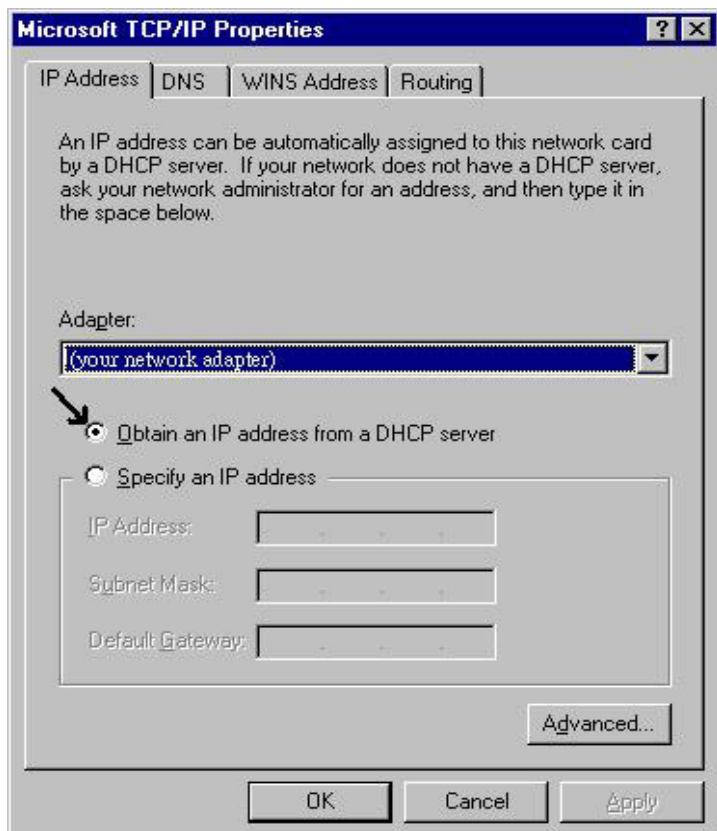 Microsoft TCP/IP Properties
IP Address DNS WINS Address Routing
An IP address can be automatically assigned to this network card
by a DHCP server. If your network does not have a DHCP server,
ask your network administrator for an address, and then type it in
the space below.
Adapter:
(your network adapter)
Obtain an IP address from a DHCP server
Specify an IP address
IP Address:
Subnet Mask:
Default Gateway:
Advanced...
OK Cancel Apply